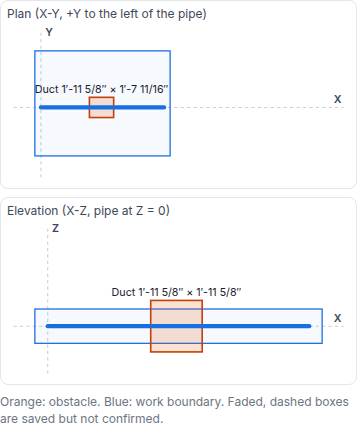 Plan (X-Y, +Y to the left of the pipe)
Y
Duct 1′-11 5/8″ × 1′-7 11/16″
X
Elevation (X-Z, pipe at Z = 0)
Z
Duct 1′-11 5/8″ × 1′-11 5/8″
X
Orange: obstacle. Blue: work boundary. Faded, dashed boxes
are saved but not confirmed.